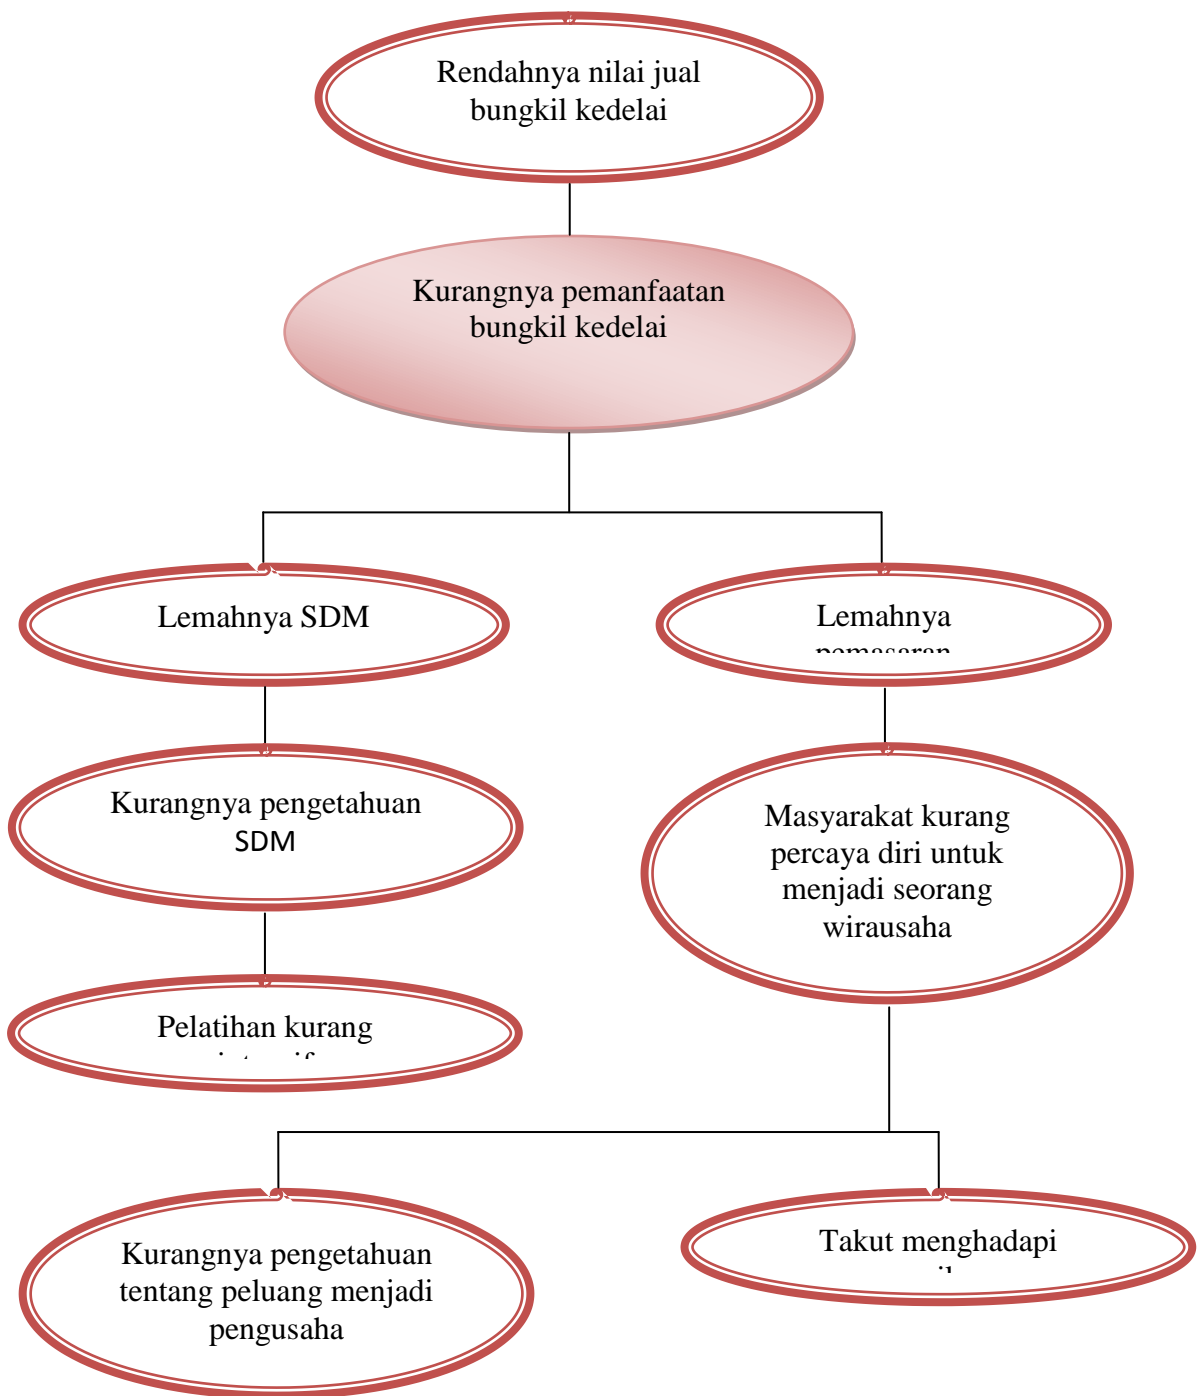 Rendahnya nilai jual
bungkil kedelai
Kurangnya pemanfaatan
bungkil kedelai
Lemahnya SDM
Lemahnya
pemasaran
Kurangnya pengetahuan
SDM
Masyarakat kurang
percaya diri untuk
menjadi seorang
wirausaha
Pelatihan kurang
Kurangnya pengetahuan
tentang peluang menjadi
pengusaha
Takut menghadapi